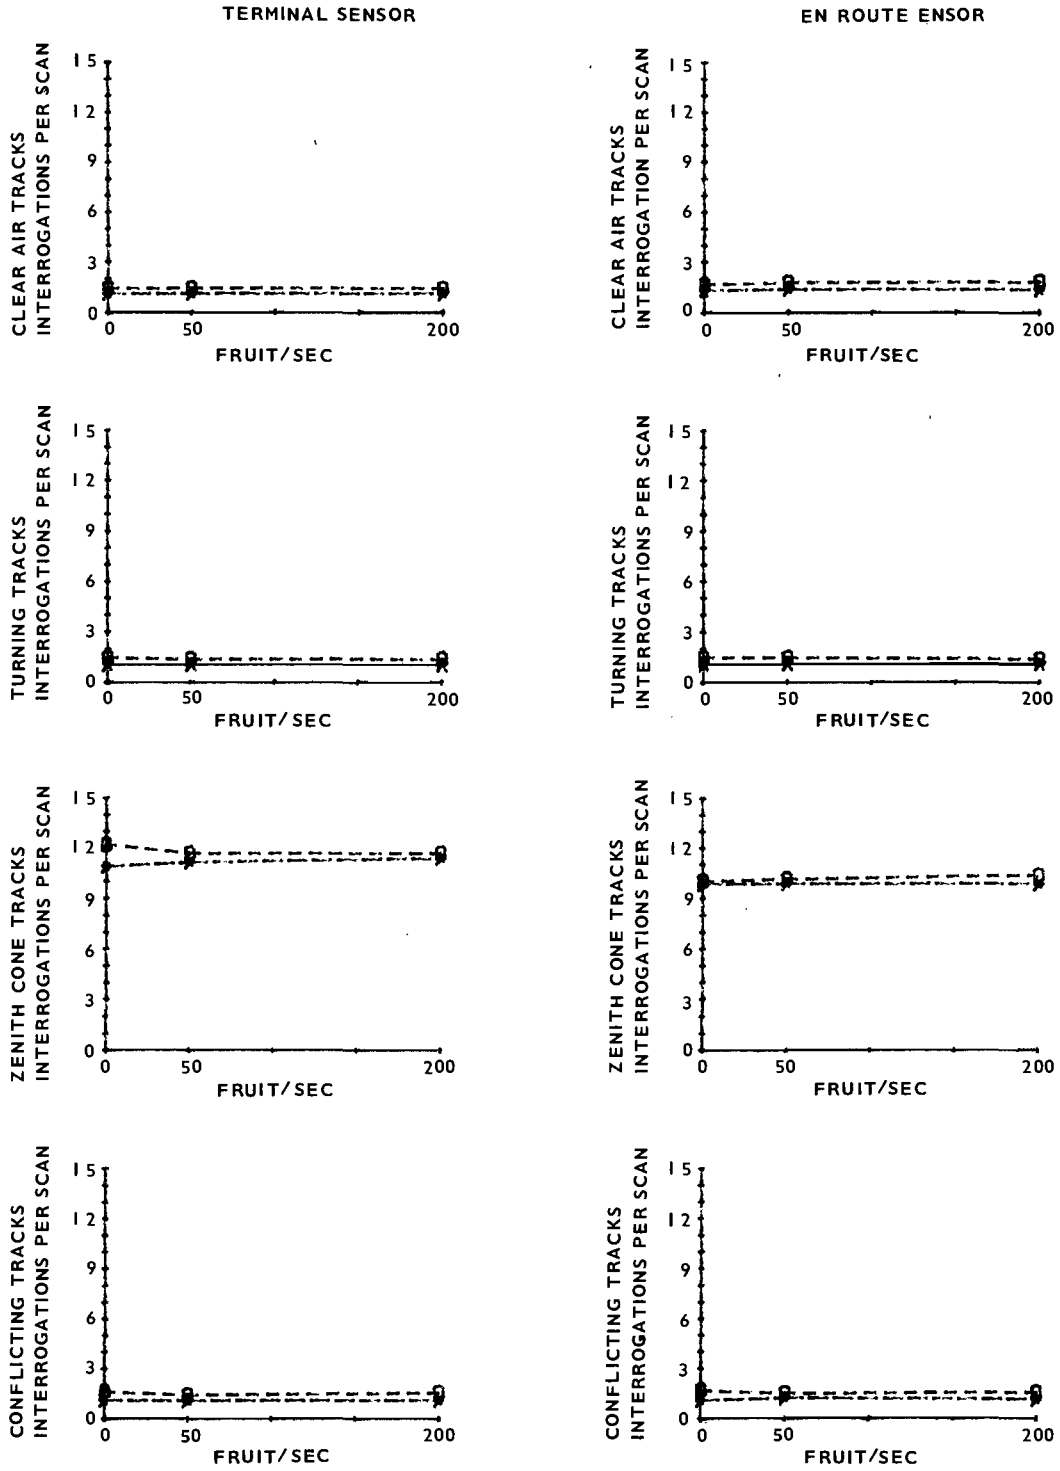 TERMINAL SENSOR
EN ROUTE ENSOR
CLEAR AIR TRACKS
INTERROGATIONS PER SCAN
15
12
9
6
3
0
0 50 200
FRUIT/SEC
CLEAR AIR TRACKS
INTERROGATION PER SCAN
15
12
9
6
3
0
0 50 200
FRUIT/SEC
TURNING TRACKS
INTERROGATIONS PER SCAN
15
12
9
6
3
0
0 50 200
FRUIT/SEC
TURNING TRACKS
INTERROGATIONS PER SCAN
15
12
9
6
3
0
0 50 200
FRUIT/SEC
ZENITH CONE TRACKS
INTERROGATIONS PER SCAN
15
12
9
6
3
0
0 50 200
FRUIT/SEC
ZENITH CONE TRACKS
INTERROGATIONS PER SCAN
15
12
9
6
3
0
0 50 200
FRUIT/SEC
CONFLICTING TRACKS
INTERROGATIONS PER SCAN
15
12
9
6
3
0
0 50 200
FRUIT/SEC
CONFLICTING TRACKS
INTERROGATIONS PER SCAN
15
12
9
6
3
0
0 50 200
FRUIT/SEC